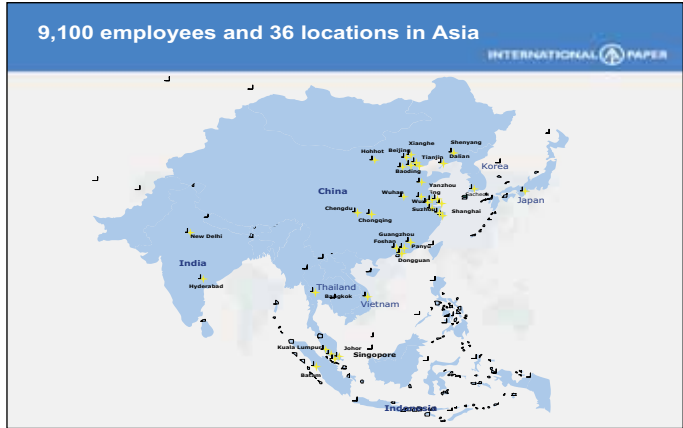 9,100 employees and 36 locations in Asia
INTERNATIONAL PAPER
Xianghe
Shenyang
Hohhot
Beijing
Tianjin
Dalian
Baoding
Korea
China
Yanzhou
Wuhan
Japan
Chengdu
Suzhou
Shanghai
Chongqing
Guangzhou
New Delhi
Foshan
Panyu
Dongguan
India
Hyderabad
Thailand
Bangkok
Vietnam
Kuala Lumpur
Johor
Singopore
Batam
Indonesia